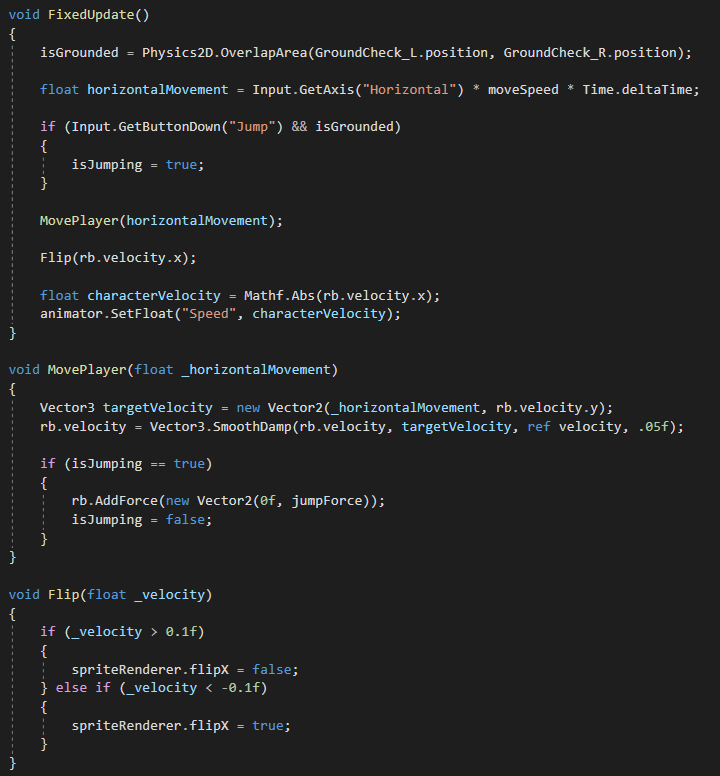 void FixedUpdate()
{
    isGrounded = Physics2D.OverlapArea(GroundCheck_L.position, GroundCheck_R.position);

    float horizontalMovement = Input.GetAxis("Horizontal") * moveSpeed * Time.deltaTime;

    if (Input.GetButtonDown("Jump") && isGrounded)
    {
        isJumping = true;
    }

    MovePlayer(horizontalMovement);

    Flip(rb.velocity.x);

    float characterVelocity = Mathf.Abs(rb.velocity.x);
    animator.SetFloat("Speed", characterVelocity);
}

void MovePlayer(float _horizontalMovement)
{
    Vector3 targetVelocity = new Vector2(_horizontalMovement, rb.velocity.y);
    rb.velocity = Vector3.SmoothDamp(rb.velocity, targetVelocity, ref velocity, .05f);

    if (isJumping == true)
    {
        rb.AddForce(new Vector2(0f, jumpForce));
        isJumping = false;
    }
}

void Flip(float _velocity)
{
    if (_velocity > 0.1f)
    {
        spriteRenderer.flipX = false;
    } else if (_velocity < -0.1f)
    {
        spriteRenderer.flipX = true;
    }
}